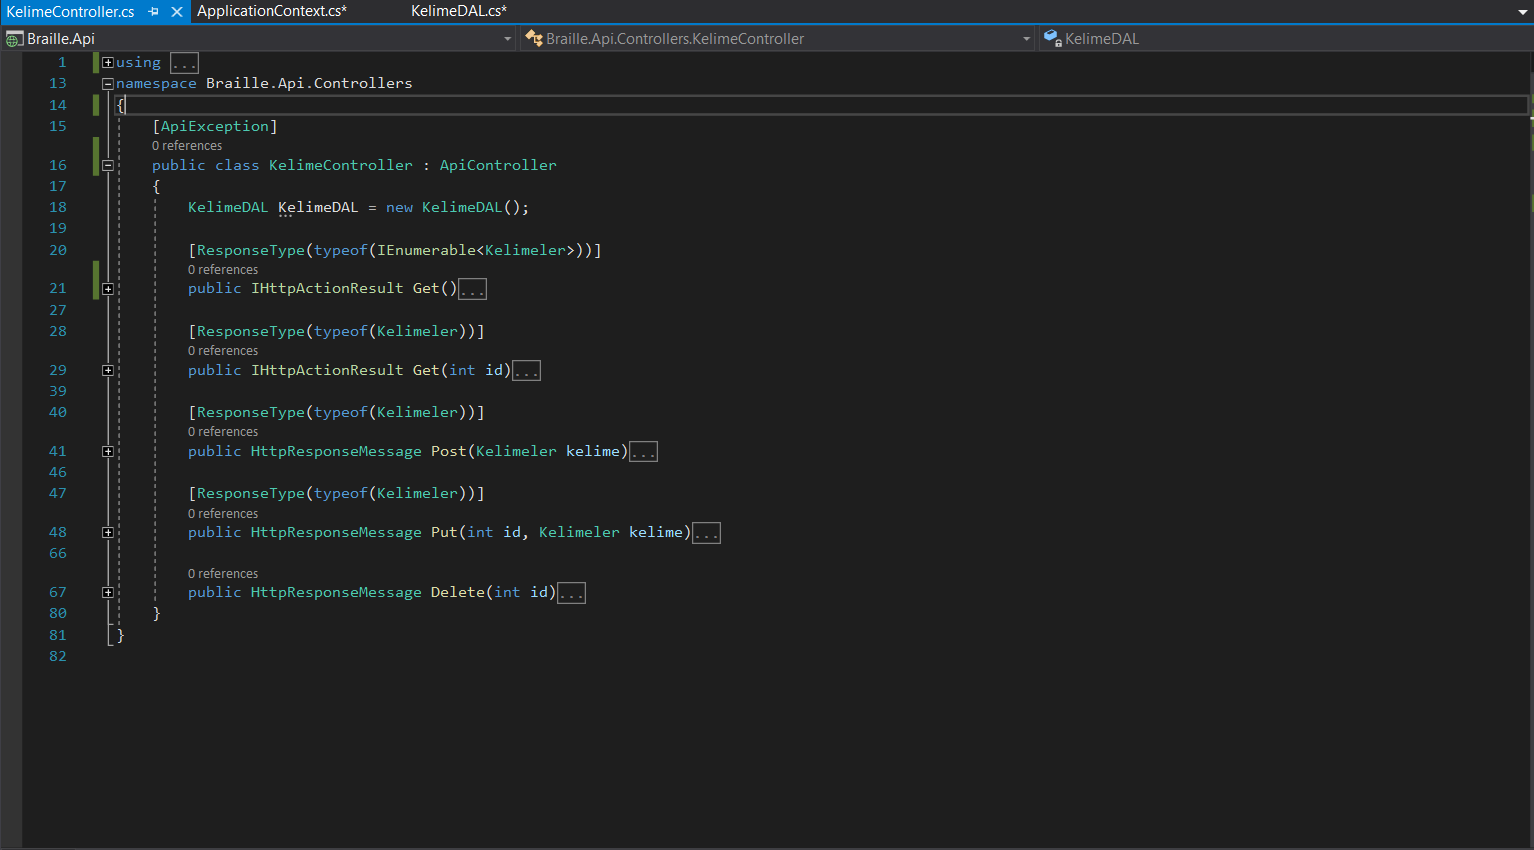 KelimeController.cs ApplicationContext.cs* KelimeDAL.cs*
Braille.Api Braille.Api.Controllers.KelimeController KelimeDAL
1 using ...
13 namespace Braille.Api.Controllers
14 {
15 [ApiException]
0 references
16 public class KelimeController : ApiController
17 {
18 KelimeDAL KelimeDAL = new KelimeDAL();
19
20 [ResponseType(typeof(IEnumerable<Kelimeler>))]
0 references
21 public IHttpActionResult Get()...
27
28 [ResponseType(typeof(Kelimeler))]
0 references
29 public IHttpActionResult Get(int id)...
39
40 [ResponseType(typeof(Kelimeler))]
0 references
41 public HttpResponseMessage Post(Kelimeler kelime)...
46
47 [ResponseType(typeof(Kelimeler))]
0 references
48 public HttpResponseMessage Put(int id, Kelimeler kelime)...
66
0 references
67 public HttpResponseMessage Delete(int id)...
80 }
81 }
82